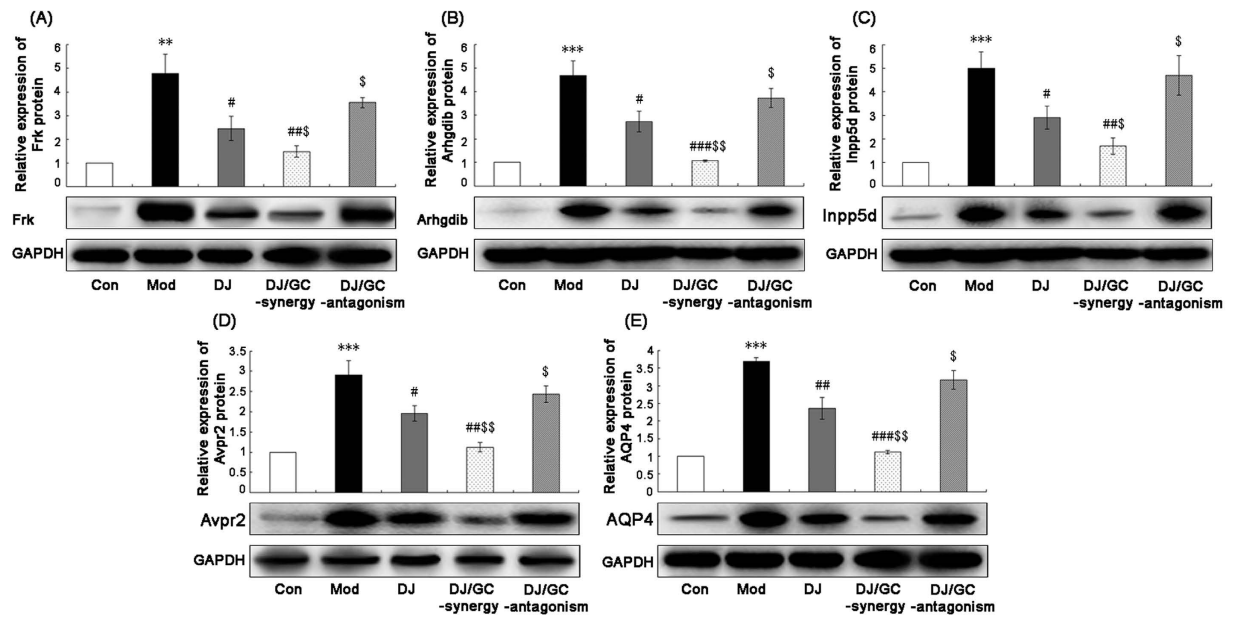 (A)
Relative expression of
Frk protein
6
5
4
3
2
1
0
**
#
##$
$
Frk
GAPDH
Con Mod DJ DJ/GC DJ/GC
-synergy -antagonism
(B)
Relative expression of
Arhgdib protein
6
5
4
3
2
1
0
***
#
###$$
$
Arhgdib
GAPDH
Con Mod DJ DJ/GC DJ/GC
-synergy -antagonism
(C)
Relative expression of
Inpp5d protein
6
5
4
3
2
1
0
***
#
##$
$
Inpp5d
GAPDH
Con Mod DJ DJ/GC DJ/GC
-synergy -antagonism
(D)
Relative expression of
Avpr2 protein
3.5
3
2.5
2
1.5
1
0.5
0
***
#
##$$
$
Avpr2
GAPDH
Con Mod DJ DJ/GC DJ/GC
-synergy -antagonism
(E)
Relative expression of
AQP4 protein
4
3.5
3
2.5
2
1.5
1
0.5
0
***
##
###$$
$
AQP4
GAPDH
Con Mod DJ DJ/GC DJ/GC
-synergy -antagonism